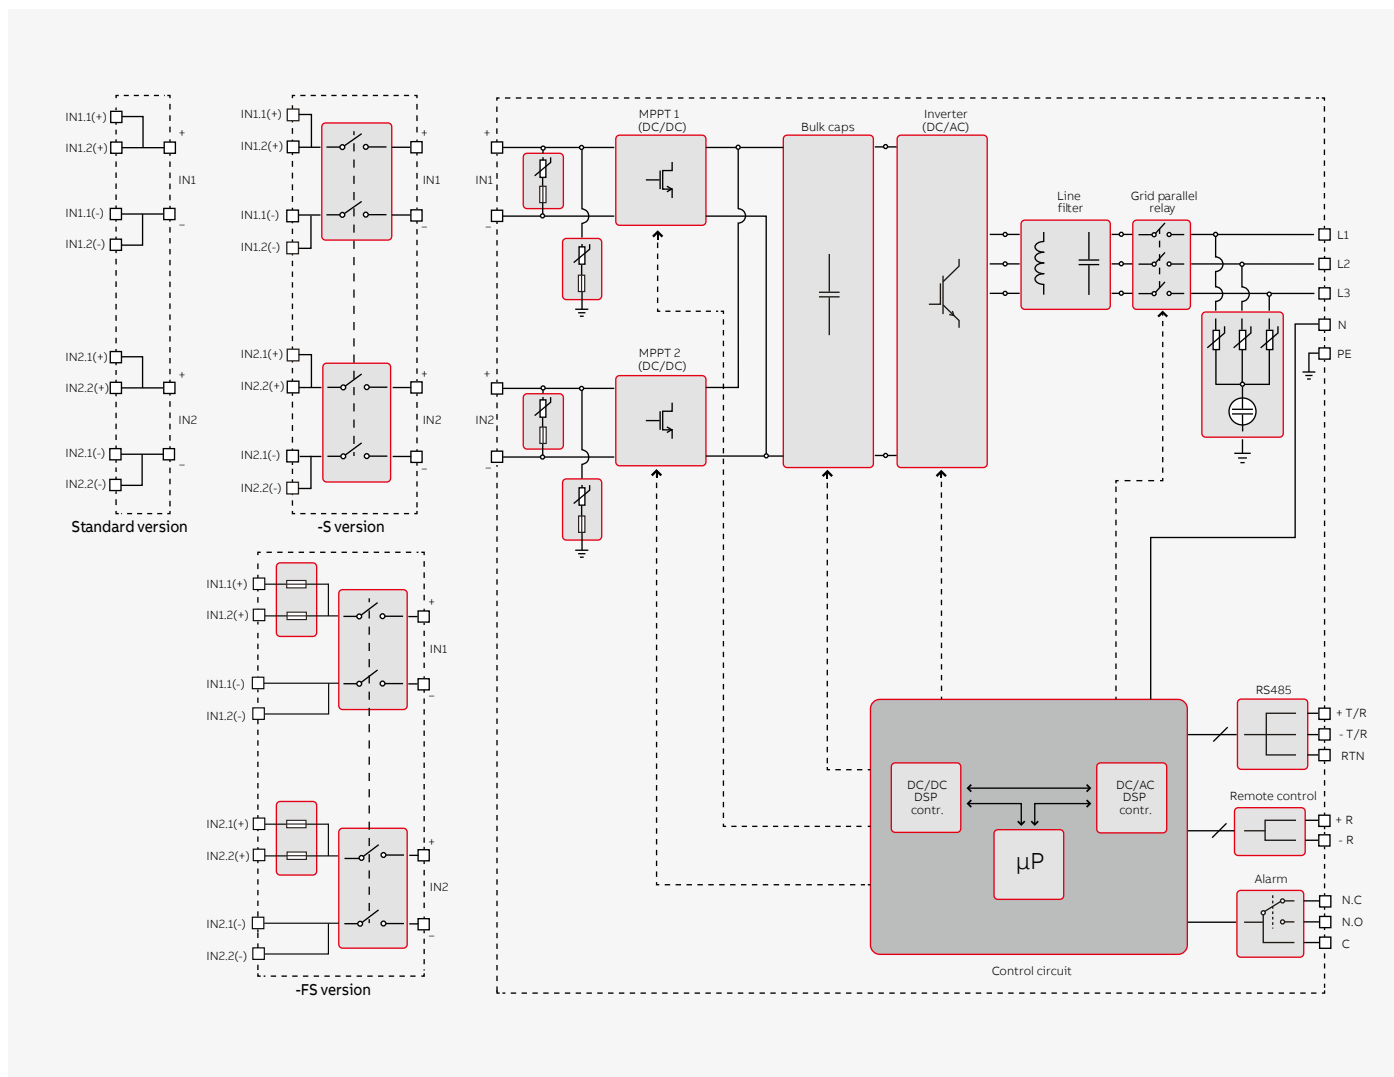 IN1.1(+)
IN1.2(+)
+
IN1
IN1.1(-)
IN1.2(-)
−
IN2.1(+)
IN2.2(+)
+
IN2
IN2.1(-)
IN2.2(-)
−
Standard version
IN1.1(+)
IN1.2(+)
+
IN1
IN1.1(-)
IN1.2(-)
−
IN2.1(+)
IN2.2(+)
+
IN2
IN2.1(-)
IN2.2(-)
−
-S version
IN1.1(+)
IN1.2(+)
+
IN1
IN1.1(-)
IN1.2(-)
−
IN2.1(+)
IN2.2(+)
+
IN2
IN2.1(-)
IN2.2(-)
−
-FS version
+
IN1
−
+
IN2
−
MPPT 1
(DC/DC)
MPPT 2
(DC/DC)
Bulk caps
Inverter
(DC/AC)
Line
filter
Grid parallel
relay
L1
L2
L3
N
PE
DC/DC
DSP
contr.
DC/AC
DSP
contr.
µP
Control circuit
RS485
+ T/R
- T/R
RTN
Remote control
+ R
- R
Alarm
N.C
N.O
C